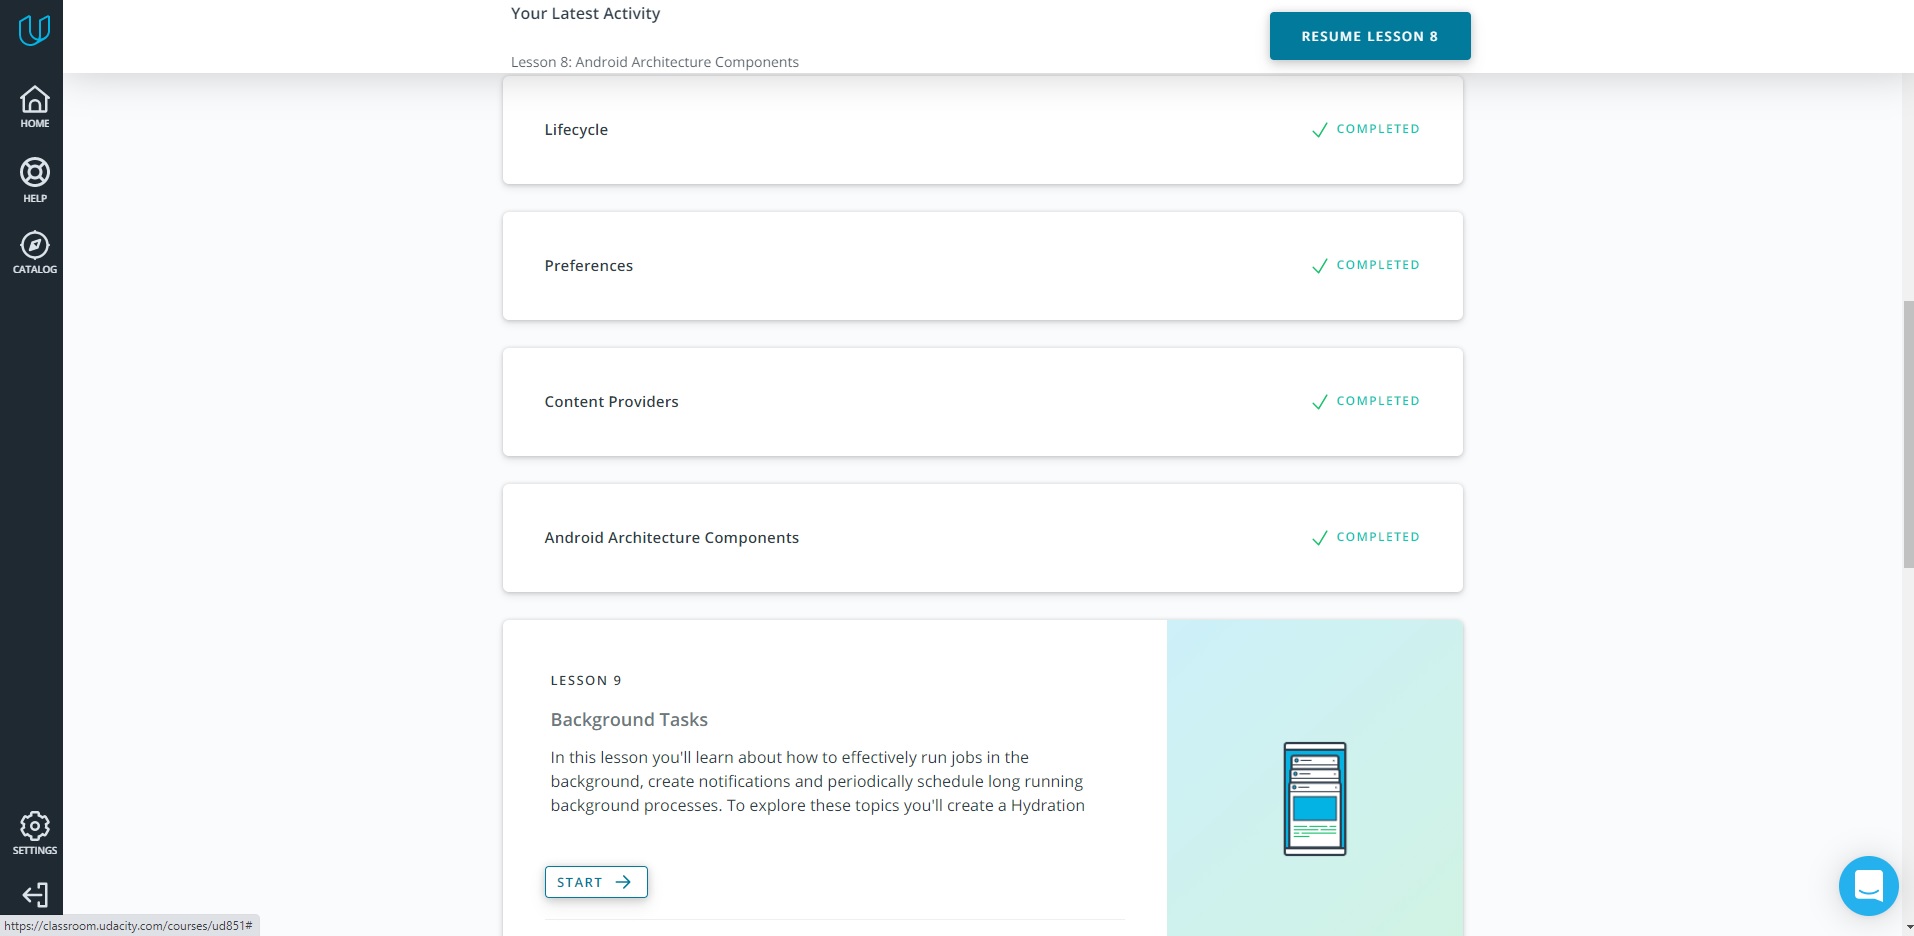 Your Latest Activity
RESUME LESSON 8
Lesson 8: Android Architecture Components
HOME
HELP
CATALOG
Lifecycle
COMPLETED
Preferences
COMPLETED
Content Providers
COMPLETED
Android Architecture Components
COMPLETED
LESSON 9
Background Tasks
In this lesson you'll learn about how to effectively run jobs in the
background, create notifications and periodically schedule long running
background processes. To explore these topics you'll create a Hydration
START
SETTINGS
https://classroom.udacity.com/courses/ud851#